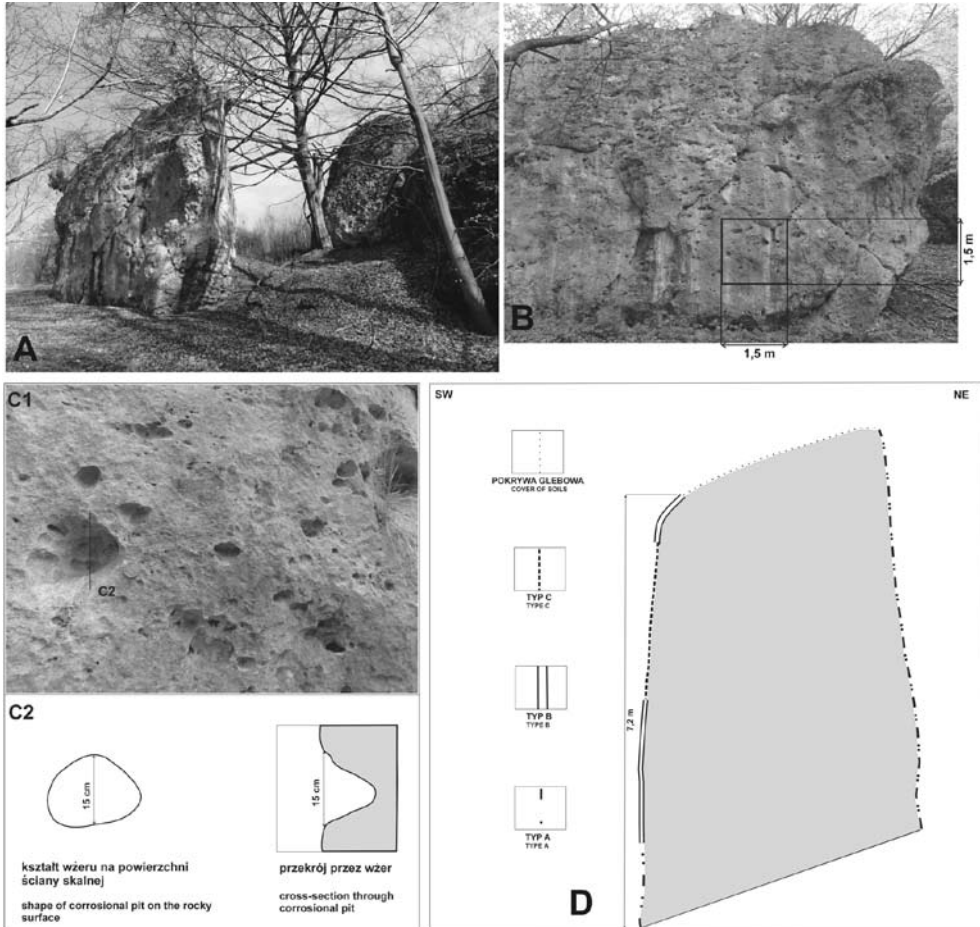 A
B
1,5 m
1,5 m
C1
C2
C2
15 cm
kształt wżeru na powierzchni
ściany skalnej
shape of corrosional pit on the rocky
surface
15 cm
przekrój przez wżer
cross-section through
corrosional pit
SW
NE
POKRYWA GLEBOWA
COVER OF SOILS
TYP C
TYPE C
TYP B
TYPE B
TYP A
TYPE A
7,2 m
D